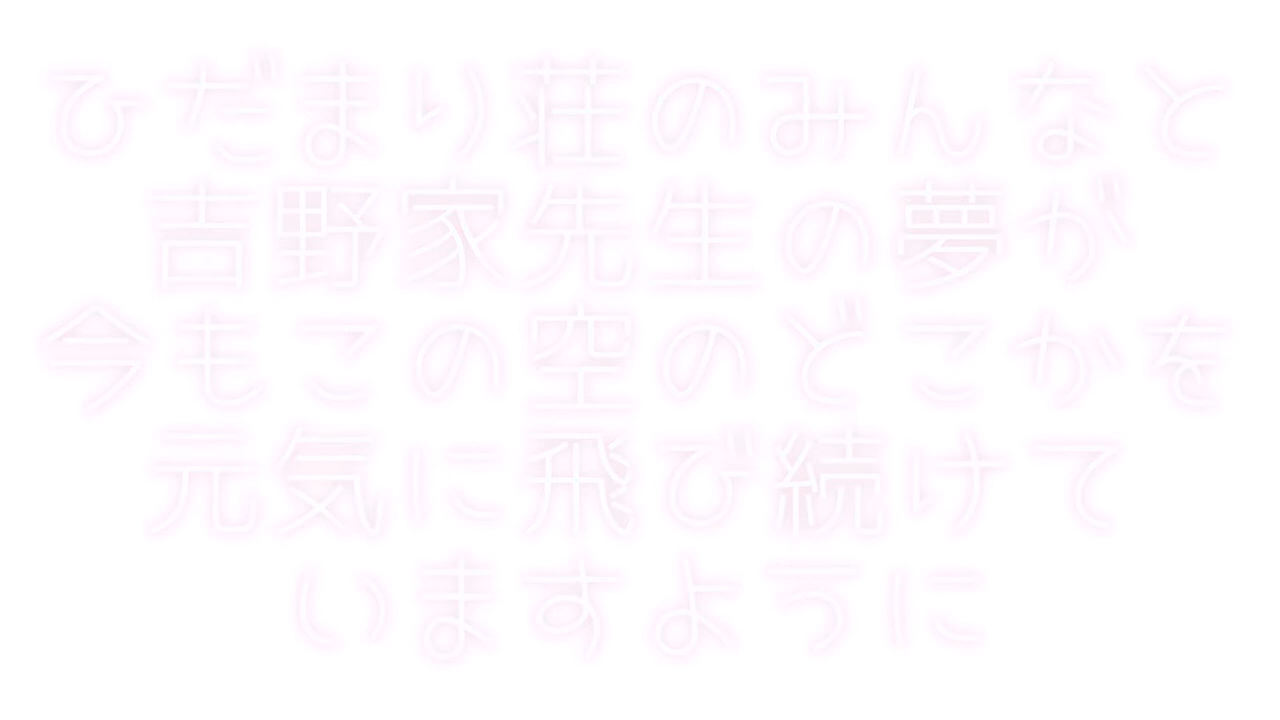 ひだまり荘のみんなと
吉野家先生の夢が
今もこの空のどこかを
元気に飛び続けて
いますように